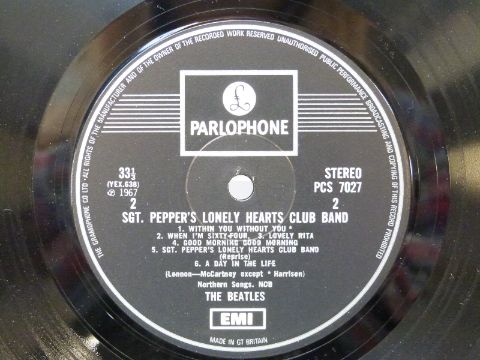 THE GRAMOPHONE CO LTD · ALL RIGHTS OF THE MANUFACTURER AND OF THE OWNER OF THE RECORDED WORK RESERVED UNAUTHORISED PUBLIC PERFORMANCE BROADCASTING AND COPYING OF THIS RECORD PROHIBITED
£
PARLOPHONE
33⅓ STEREO
(YEX.638) PCS 7027
℗ 1967
2 2
SGT. PEPPER'S LONELY HEARTS CLUB BAND
1. WITHIN YOU WITHOUT YOU *
2. WHEN I'M SIXTY-FOUR, 3. LOVELY RITA
4. GOOD MORNING GOOD MORNING
5. SGT. PEPPER'S LONELY HEARTS CLUB BAND
(Reprise)
6. A DAY IN THE LIFE
(Lennon—McCartney except * Harrison)
Northern Songs. NCB
THE BEATLES
EMI
MADE IN GT BRITAIN